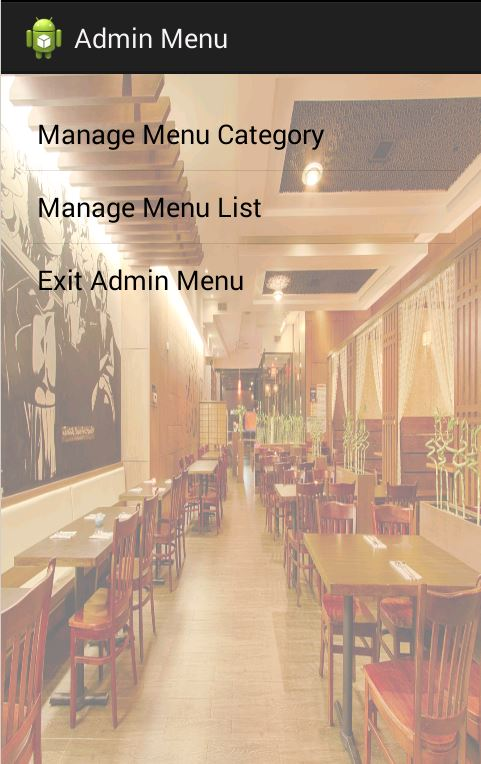 Admin Menu
Manage Menu Category
Manage Menu List
Exit Admin Menu